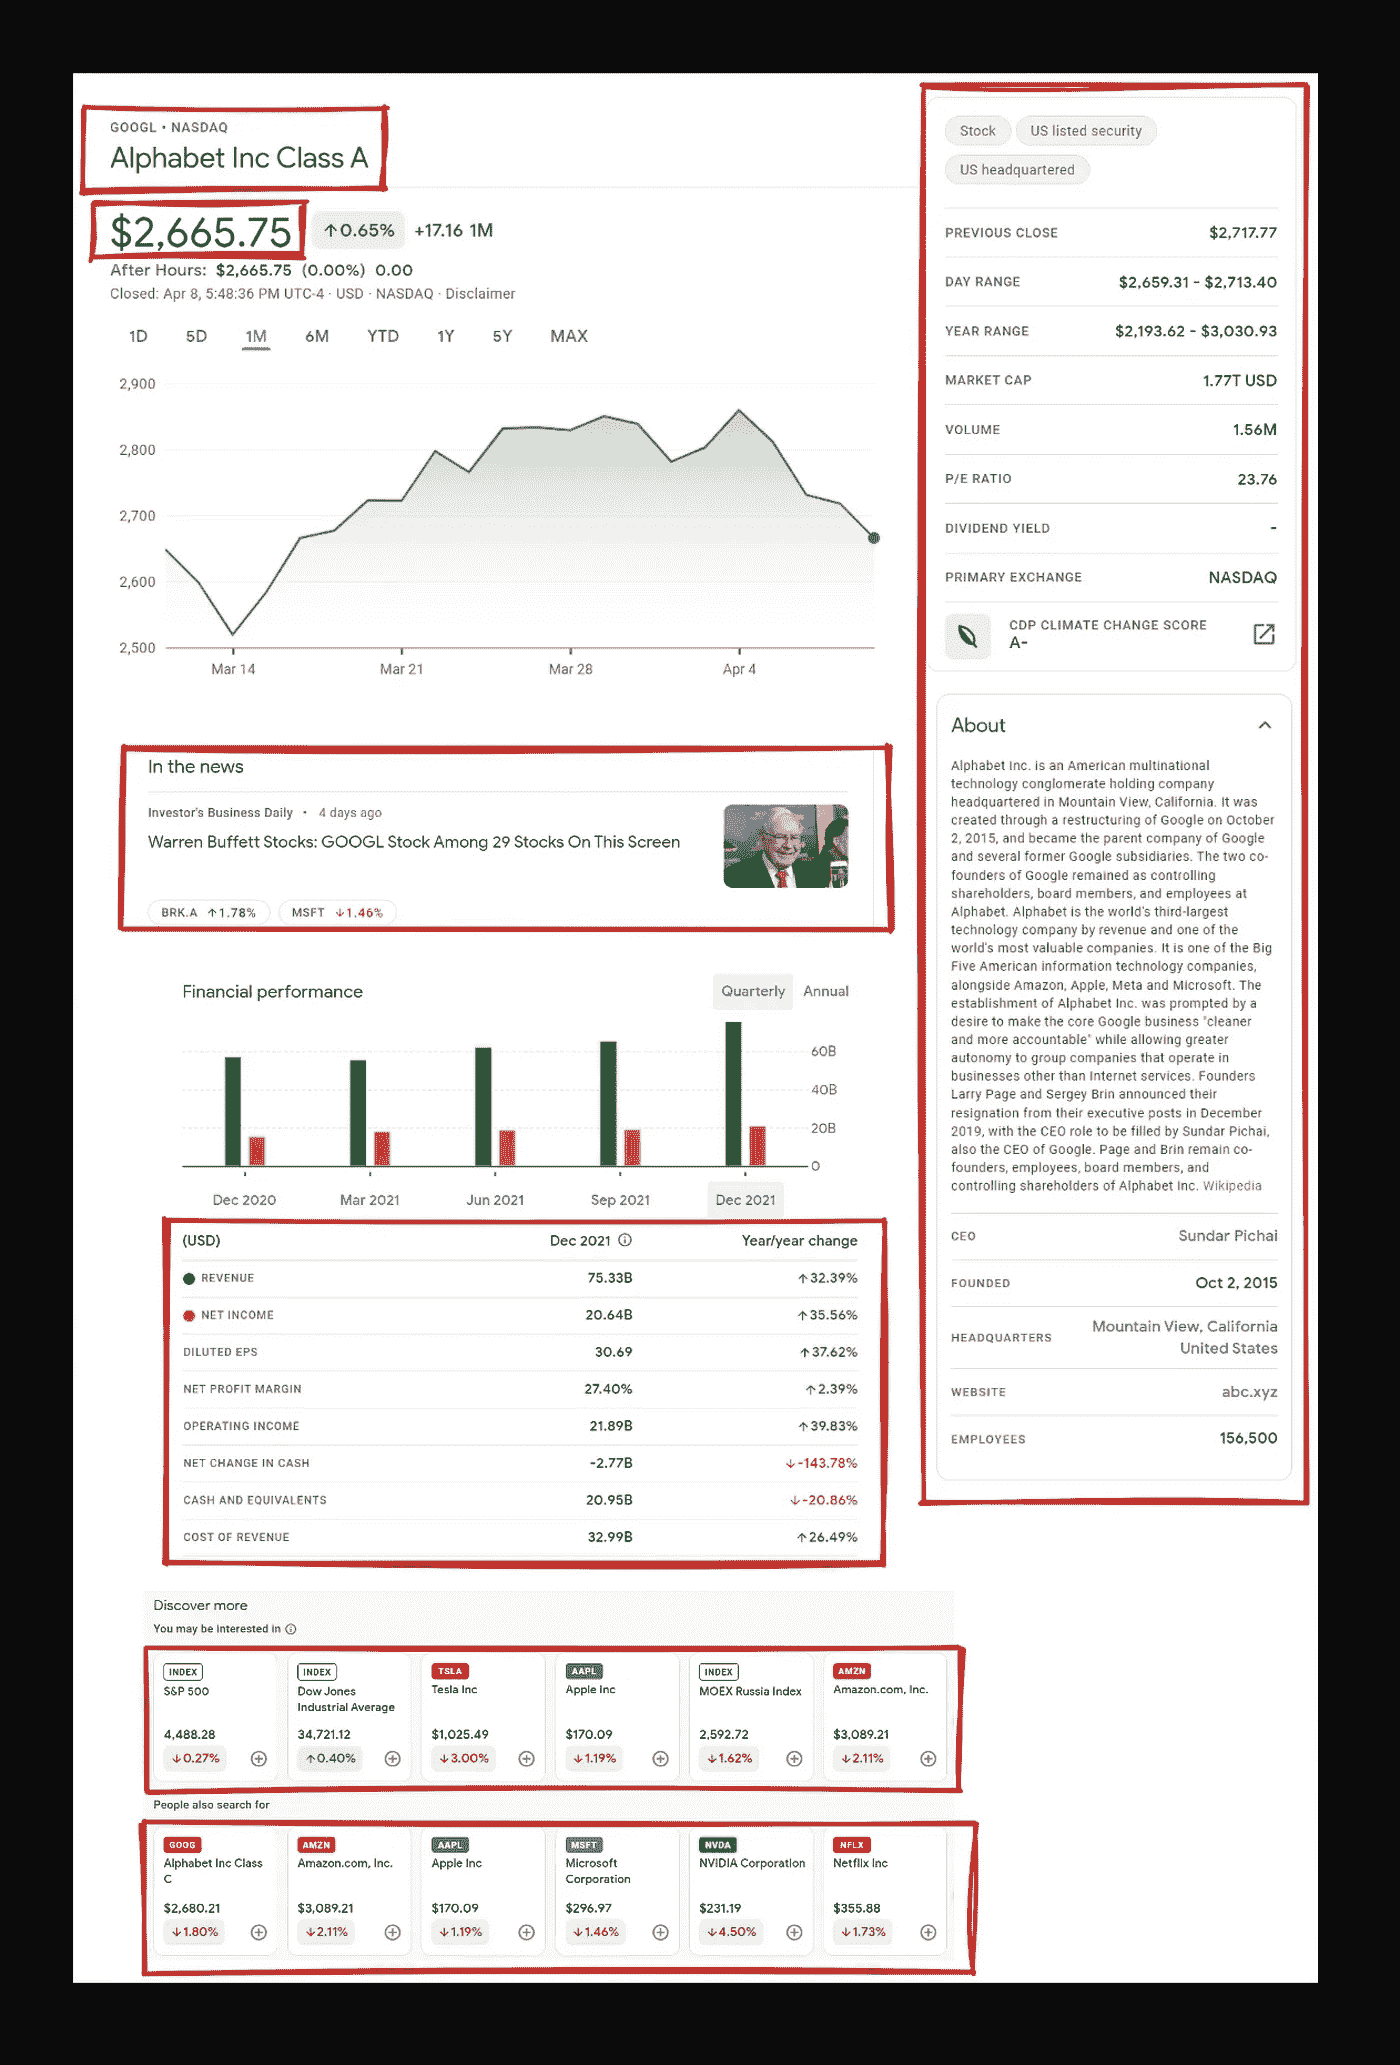 GOOGL • NASDAQ
Alphabet Inc Class A
$2,665.75 ↑0.65% +17.16 1M
After Hours: $2,665.75 (0.00%) 0.00
Closed: Apr 8, 5:48:36 PM UTC-4 · USD · NASDAQ · Disclaimer
1D 5D 1M 6M YTD 1Y 5Y MAX
2,900
2,800
2,700
2,600
2,500
Mar 14 Mar 21 Mar 28 Apr 4
In the news
Investor's Business Daily • 4 days ago
Warren Buffett Stocks: GOOGL Stock Among 29 Stocks On This Screen
BRK.A ↑1.78% MSFT ↓1.46%
Financial performance
Quarterly Annual
60B
40B
20B
0
Dec 2020 Mar 2021 Jun 2021 Sep 2021 Dec 2021
(USD) Dec 2021 Year/year change
REVENUE 75.33B ↑32.39%
NET INCOME 20.64B ↑35.56%
DILUTED EPS 30.69 ↑37.62%
NET PROFIT MARGIN 27.40% ↑2.39%
OPERATING INCOME 21.89B ↑39.83%
NET CHANGE IN CASH -2.77B ↓-143.78%
CASH AND EQUIVALENTS 20.95B ↓-20.86%
COST OF REVENUE 32.99B ↑26.49%
Discover more
You may be interested in
INDEX
S&P 500
4,488.28
↓0.27%
INDEX
Dow Jones
Industrial Average
34,721.12
↑0.40%
TSLA
Tesla Inc
$1,025.49
↓3.00%
AAPL
Apple Inc
$170.09
↓1.19%
INDEX
MOEX Russia Index
2,592.72
↓1.62%
AMZN
Amazon.com, Inc.
$3,089.21
↓2.11%
People also search for
GOOG
Alphabet Inc Class
C
$2,680.21
↓1.80%
AMZN
Amazon.com, Inc.
$3,089.21
↓2.11%
AAPL
Apple Inc
$170.09
↓1.19%
MSFT
Microsoft
Corporation
$296.97
↓1.46%
NVDA
NVIDIA Corporation
$231.19
↓4.50%
NFLX
Netflix Inc
$355.88
↓1.73%
Stock US listed security
US headquartered
PREVIOUS CLOSE $2,717.77
DAY RANGE $2,659.31 - $2,713.40
YEAR RANGE $2,193.62 - $3,030.93
MARKET CAP 1.77T USD
VOLUME 1.56M
P/E RATIO 23.76
DIVIDEND YIELD -
PRIMARY EXCHANGE NASDAQ
CDP CLIMATE CHANGE SCORE
A-
About
Alphabet Inc. is an American multinational
technology conglomerate holding company
headquartered in Mountain View, California. It was
created through a restructuring of Google on October
2, 2015, and became the parent company of Google
and several former Google subsidiaries. The two co-
founders of Google remained as controlling
shareholders, board members, and employees at
Alphabet. Alphabet is the world's third-largest
technology company by revenue and one of the
world's most valuable companies. It is one of the Big
Five American information technology companies,
alongside Amazon, Apple, Meta and Microsoft. The
establishment of Alphabet Inc. was prompted by a
desire to make the core Google business "cleaner
and more accountable" while allowing greater
autonomy to group companies that operate in
businesses other than Internet services. Founders
Larry Page and Sergey Brin announced their
resignation from their executive posts in December
2019, with the CEO role to be filled by Sundar Pichai,
also the CEO of Google. Page and Brin remain co-
founders, employees, board members, and
controlling shareholders of Alphabet Inc. Wikipedia
CEO Sundar Pichai
FOUNDED Oct 2, 2015
HEADQUARTERS Mountain View, California
United States
WEBSITE abc.xyz
EMPLOYEES 156,500